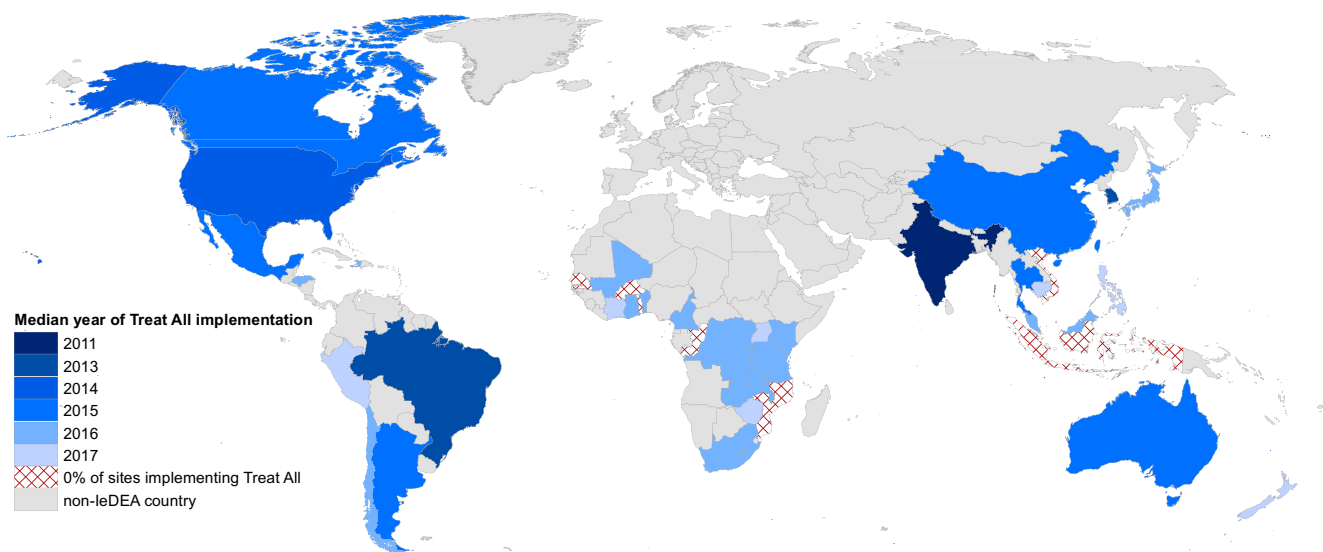 Median year of Treat All implementation
2011
2013
2014
2015
2016
2017
0% of sites implementing Treat All
non-IeDEA country